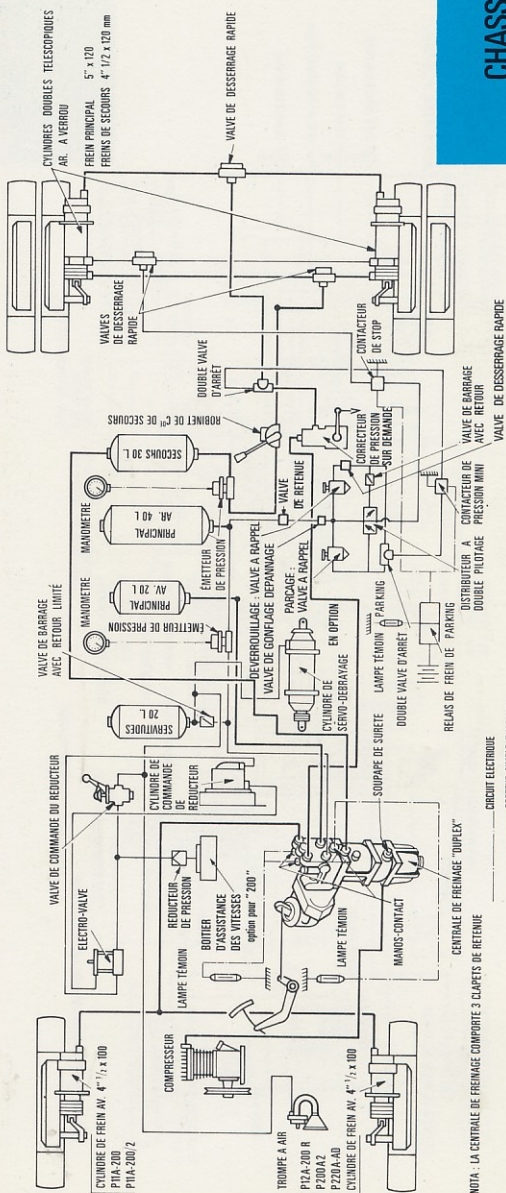 CHASS
CYLINDRES DOUBLES TELESCOPIQUES
AR. A VERROU
FREIN PRINCIPAL 5" x 120
FREINS DE SECOURS 4" 1/2 x 120 mm
VALVE DE DESSERRAGE RAPIDE
VALVES
DE DESSERRAGE
RAPIDE
DOUBLE VALVE
D'ARRÊT
CONTACTEUR
DE STOP
ROBINET DE Cde DE SECOURS
CORRECTEUR
DE PRESSION
SUR DEMANDE
VALVE DE BARRAGE
AVEC RETOUR
VALVE DE DESSERRAGE RAPIDE
SECOURS 30 L
MANOMETRE
PRINCIPAL
AR. 40 L
ÉMETTEUR
DE PRESSION
VALVE
DE RETENUE
CONTACTEUR DE
PRESSION MINI
DISTRIBUTEUR A
DOUBLE PILOTAGE
DEVERROUILLAGE : VALVE A RAPPEL
VALVE DE GONFLAGE DEPANNAGE
PARCAGE :
VALVE A RAPPEL
MANOMETRE
PRINCIPAL
AV. 20 L
ÉMETTEUR DE PRESSION
EN OPTION
CYLINDRE DE
SERVO-DEBRAYAGE
LAMPE TÉMOIN PARKING
DOUBLE VALVE D'ARRÊT
RELAIS DE FREIN DE PARKING
VALVE DE BARRAGE
AVEC RETOUR LIMITÉ
SERVITUDES
20 L
VALVE DE COMMANDE DU REDUCTEUR
CYLINDRE DE
COMMANDE
DE
REDUCTEUR
SOUPAPE DE SURETE
ELECTRO-VALVE
REDUCTEUR
DE PRESSION
BOITIER
D'ASSISTANCE
DES VITESSES
option pour "200"
LAMPE TÉMOIN
LAMPE TÉMOIN
MANOS-CONTACT
CENTRALE DE FREINAGE "DUPLEX"
CIRCUIT ELECTRIQUE
COMPRESSEUR
CYLINDRE DE FREIN AV. 4" 1/2 x 100
P11A-200
P11A-200/2
TROMPE A AIR
P12A-200 R
P200A2
P220A-AD
CYLINDRE DE FREIN AV. 4" 1/2 x 100
NOTA : LA CENTRALE DE FREINAGE COMPORTE 3 CLAPETS DE RETENUE